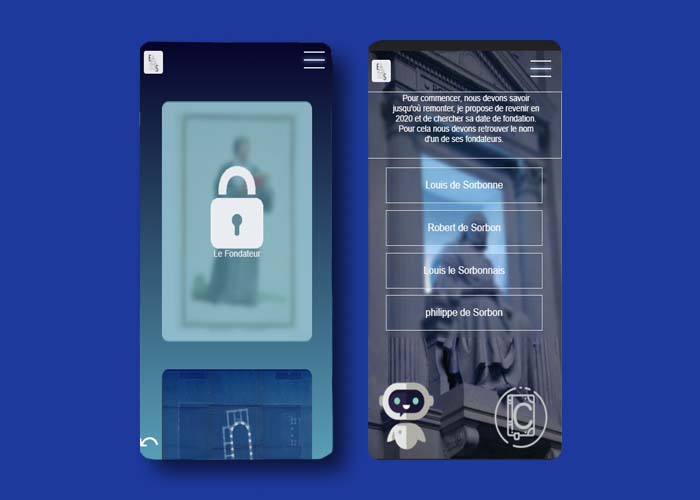 Le Fondateur
Pour commencer, nous devons savoir
jusqu'où remonter, je propose de revenir en
2020 et de chercher sa date de fondation.
Pour cela nous devons retrouver le nom
d'un de ses fondateurs.
Louis de Sorbonne
Robert de Sorbon
Louis le Sorbonnais
philippe de Sorbon
C